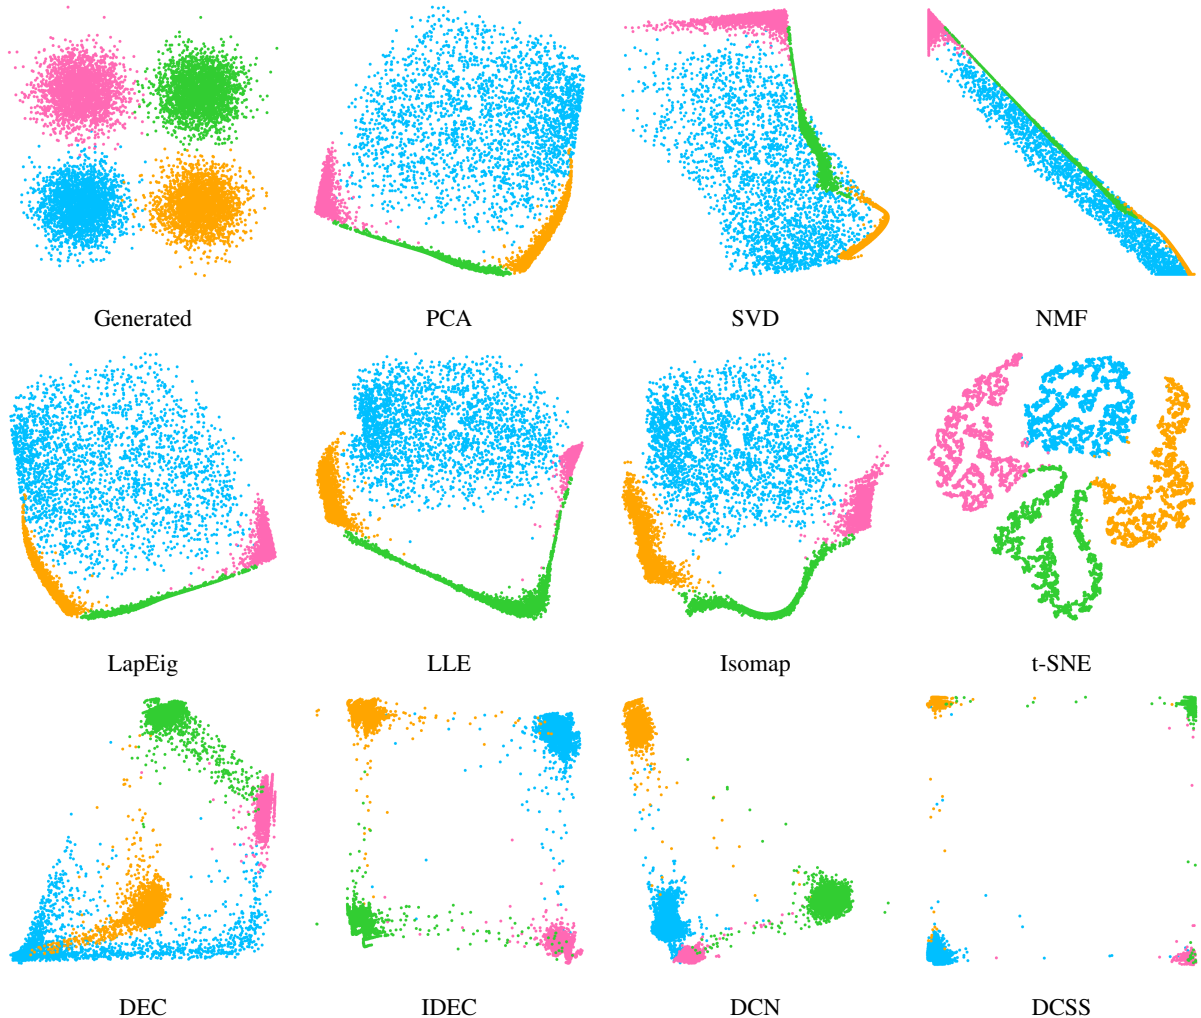 Generated
PCA
SVD
NMF
LapEig
LLE
Isomap
t-SNE
DEC
IDEC
DCN
DCSS